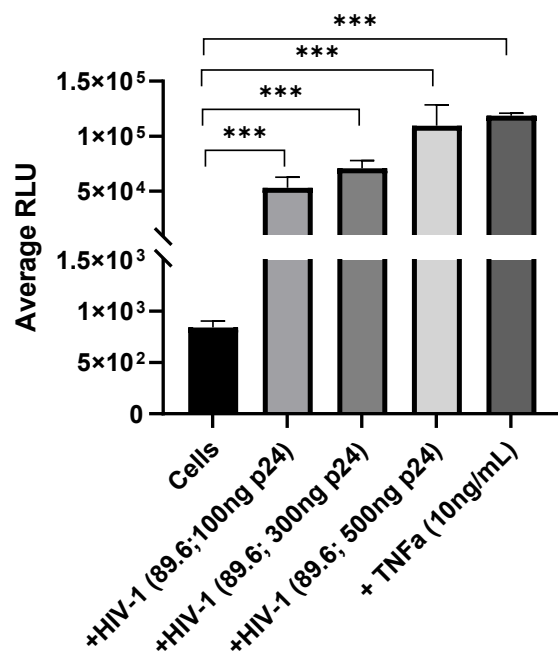 ***
***
***
***
Average RLU
1.5×10⁵
1×10⁵
5×10⁴
1.5×10³
1×10³
5×10²
0
Cells
+HIV-1 (89.6;100ng p24)
+HIV-1 (89.6; 300ng p24)
+HIV-1 (89.6; 500ng p24)
+ TNFa (10ng/mL)